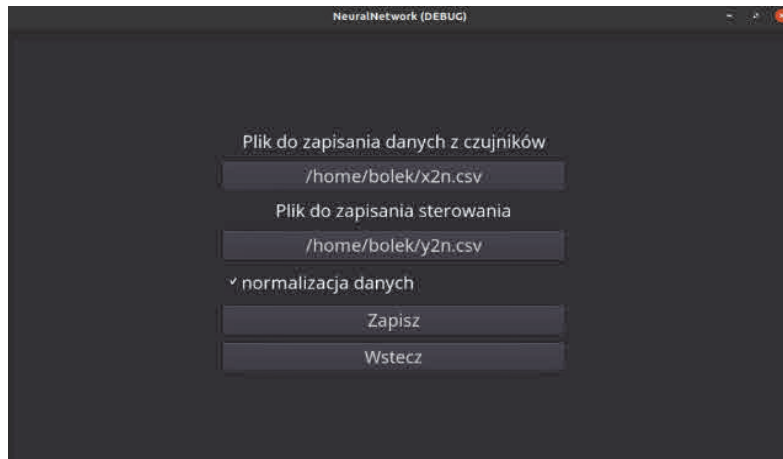 NeuralNetwork (DEBUG)
Plik do zapisania danych z czujników
/home/bolek/x2n.csv
Plik do zapisania sterowania
/home/bolek/y2n.csv
normalizacja danych
Zapisz
Wstecz